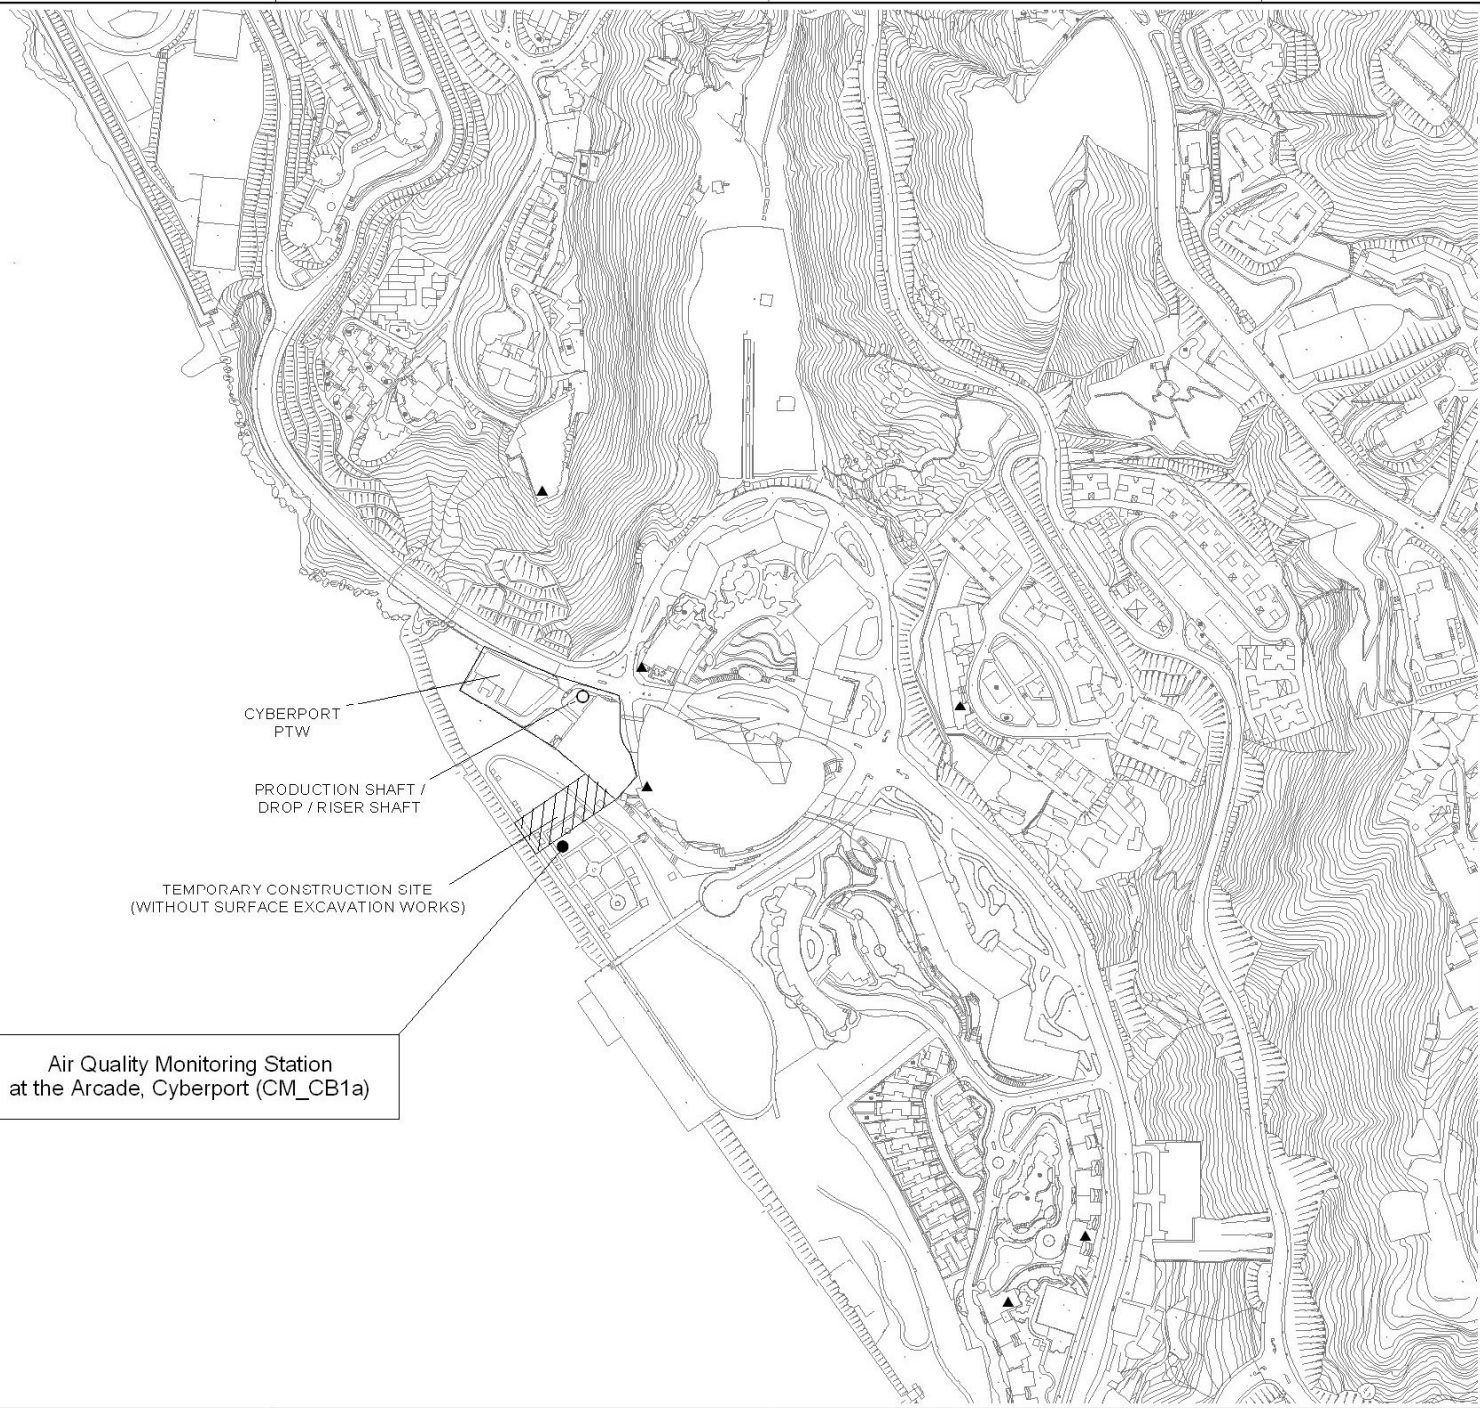 CYBERPORT
PTW
PRODUCTION SHAFT /
DROP / RISER SHAFT
TEMPORARY CONSTRUCTION SITE
(WITHOUT SURFACE EXCAVATION WORKS)
Air Quality Monitoring Station
at the Arcade, Cyberport (CM_CB1a)